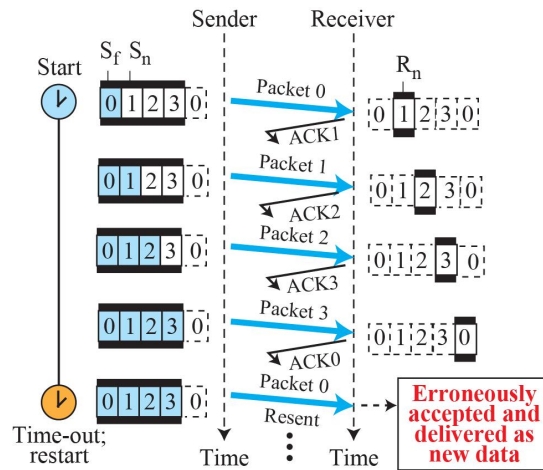 Sender Receiver
Start
S_f S_n
0 1 2 3 0
Packet 0
ACK1
R_n
0 1 2 3 0
0 1 2 3 0
Packet 1
ACK2
0 1 2 3 0
0 1 2 3 0
Packet 2
ACK3
0 1 2 3 0
0 1 2 3 0
Packet 3
ACK0
0 1 2 3 0
0 1 2 3 0
Packet 0
Resent
Time-out;
restart
Time Time
Erroneously
accepted and
delivered as
new data